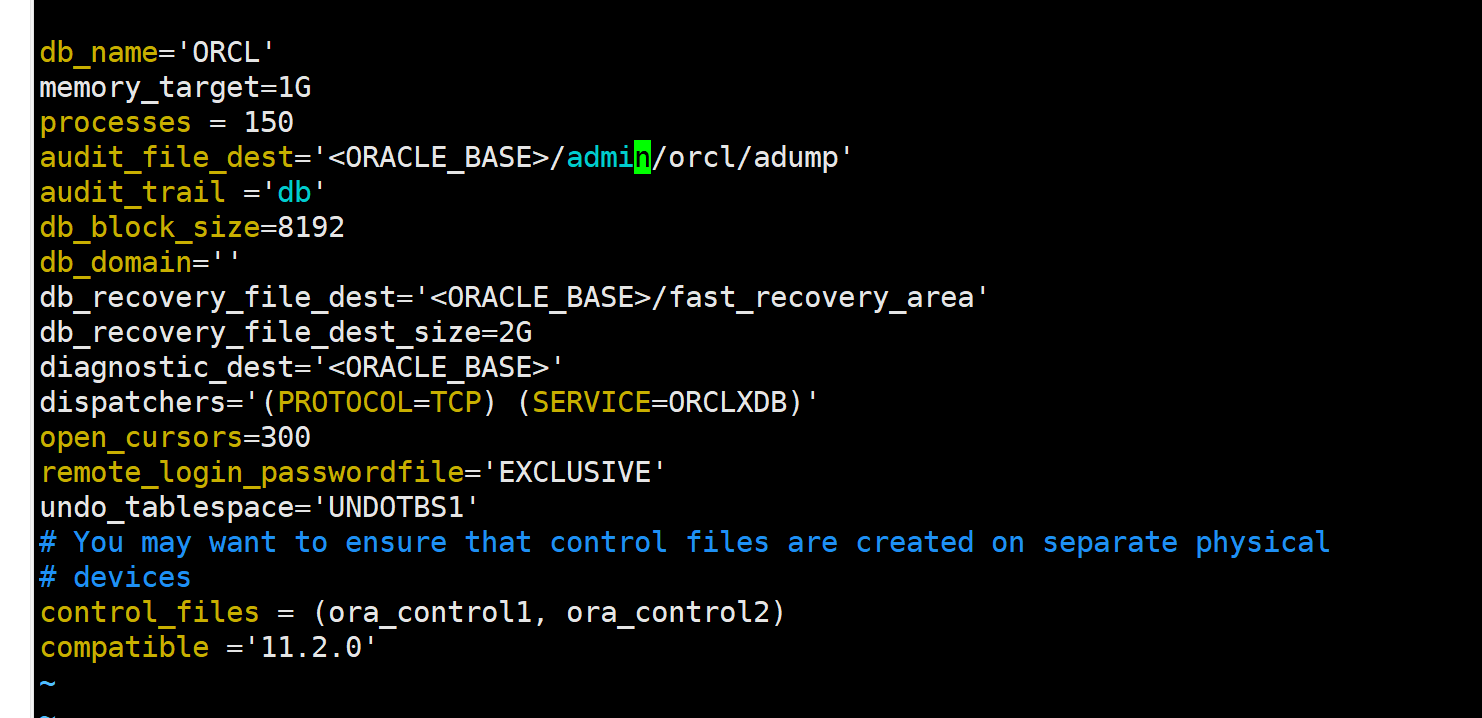 db_name='ORCL'
memory_target=1G
processes = 150
audit_file_dest='<ORACLE_BASE>/admin/orcl/adump'
audit_trail ='db'
db_block_size=8192
db_domain=''
db_recovery_file_dest='<ORACLE_BASE>/fast_recovery_area'
db_recovery_file_dest_size=2G
diagnostic_dest='<ORACLE_BASE>'
dispatchers='(PROTOCOL=TCP) (SERVICE=ORCLXDB)'
open_cursors=300
remote_login_passwordfile='EXCLUSIVE'
undo_tablespace='UNDOTBS1'
# You may want to ensure that control files are created on separate physical
# devices
control_files = (ora_control1, ora_control2)
compatible ='11.2.0'
~
~